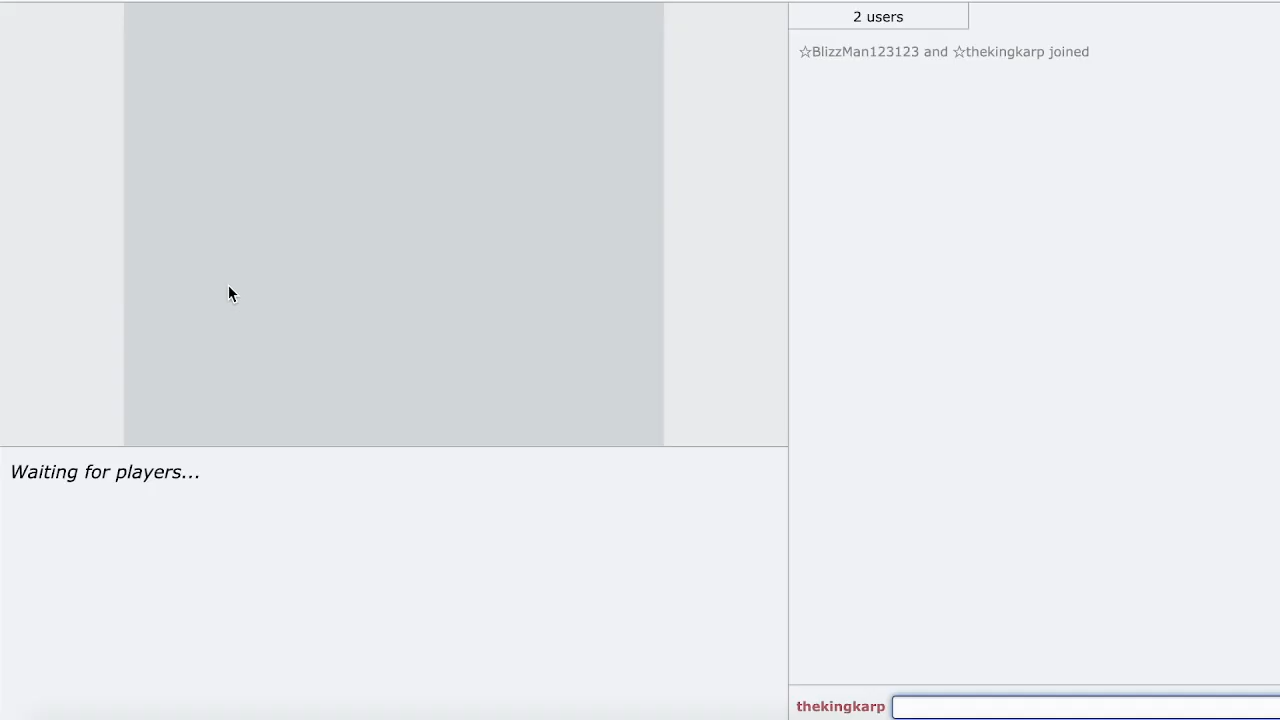 2 users
☆BlizzMan123123 and ☆thekingkarp joined
Waiting for players...
thekingkarp